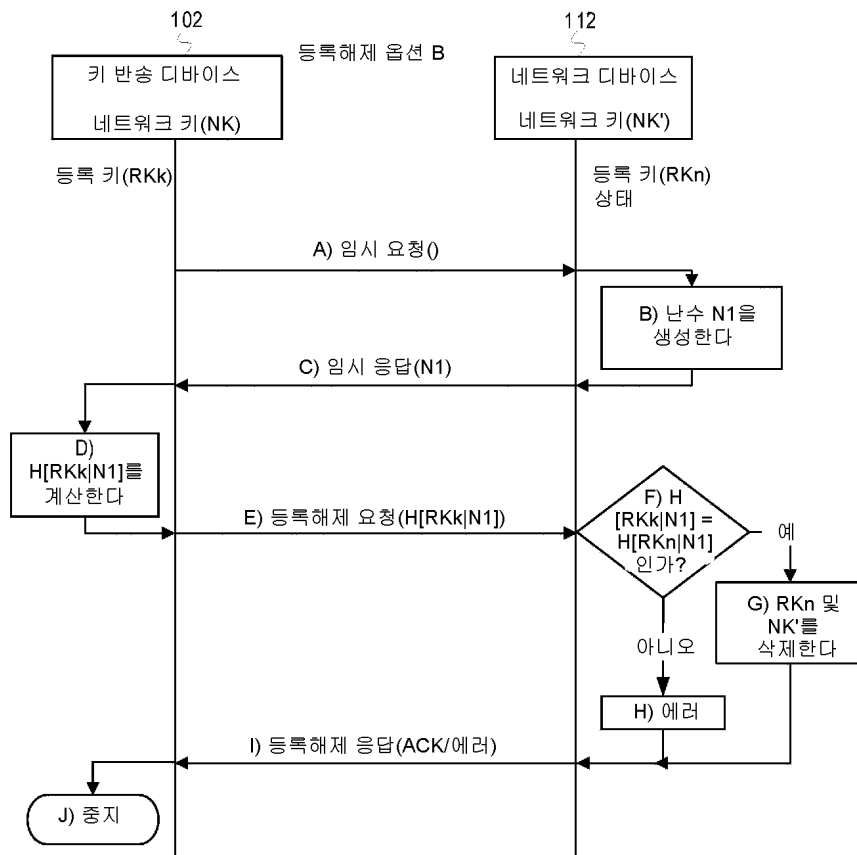 102
112
등록해제 옵션 B
키 반송 디바이스
네트워크 키(NK)
네트워크 디바이스
네트워크 키(NK')
등록 키(RKk)
등록 키(RKn)
상태
A) 임시 요청()
B) 난수 N1을
생성한다
C) 임시 응답(N1)
D)
H[RKk|N1]를
계산한다
E) 등록해제 요청(H[RKk|N1])
F) H
[RKk|N1] =
H[RKn|N1]
인가?
예
G) RKn 및
NK'를
삭제한다
아니오
H) 에러
I) 등록해제 응답(ACK/에러)
J) 중지